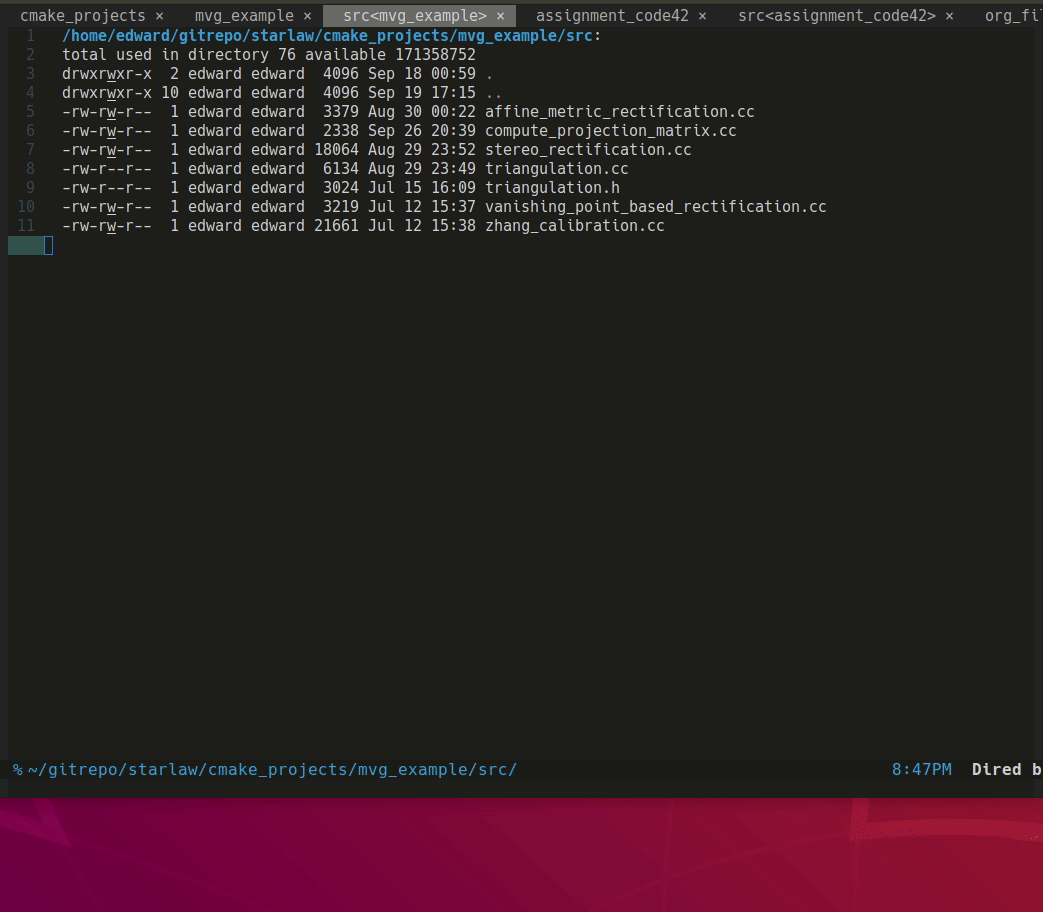 cmake_projects × mvg_example × src<mvg_example> × assignment_code42 × src<assignment_code42> × org_fi
1 /home/edward/gitrepo/starlaw/cmake_projects/mvg_example/src:
2 total used in directory 76 available 171358752
3 drwxrwxr-x 2 edward edward 4096 Sep 18 00:59 .
4 drwxrwxr-x 10 edward edward 4096 Sep 19 17:15 ..
5 -rw-rw-r-- 1 edward edward 3379 Aug 30 00:22 affine_metric_rectification.cc
6 -rw-rw-r-- 1 edward edward 2338 Sep 26 20:39 compute_projection_matrix.cc
7 -rw-rw-r-- 1 edward edward 18064 Aug 29 23:52 stereo_rectification.cc
8 -rw-r--r-- 1 edward edward 6134 Aug 29 23:49 triangulation.cc
9 -rw-r--r-- 1 edward edward 3024 Jul 15 16:09 triangulation.h
10 -rw-rw-r-- 1 edward edward 3219 Jul 12 15:37 vanishing_point_based_rectification.cc
11 -rw-rw-r-- 1 edward edward 21661 Jul 12 15:38 zhang_calibration.cc
% ~/gitrepo/starlaw/cmake_projects/mvg_example/src/ 8:47PM Dired b